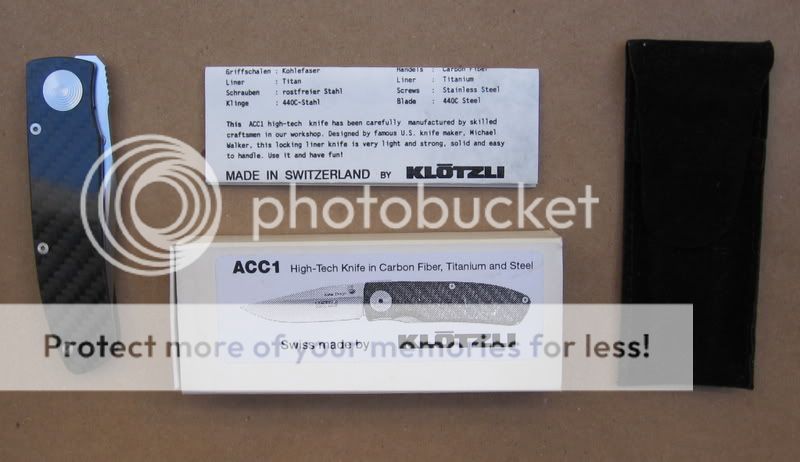 Griffschalen : Kohlefaser Handels : Carbon Fiber
Liner : Titan Liner : Titanium
Schrauben : rostfreier Stahl Screws : Stainless Steel
Klinge : 440C-Stahl Blade : 440C Steel
This ACC1 high-tech knife has been carefully manufactured by skilled
craftsmen in our workshop. Designed by famous U.S. knife maker, Michael
Walker, this locking liner knife is very light and strong, solid and easy
to handle. Use it and have fun!
MADE IN SWITZERLAND BY KLÖTZLI
photobucket
ACC1 High-Tech Knife in Carbon Fiber, Titanium and Steel
Swiss made by KLÖTZLI
Protect more of your memories for less!